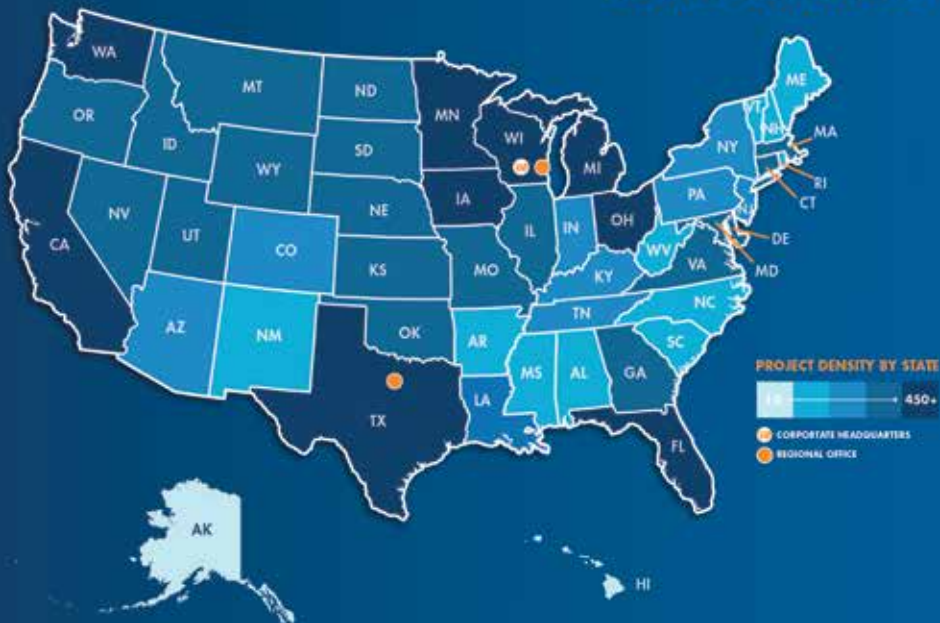 WA
MT
ND
MN
ME
VT
NH
MA
OR
ID
SD
WI
MI
NY
WY
RI
CT
NV
NE
IA
PA
CA
UT
CO
IL
IN
OH
NJ
DE
KS
MO
WV
VA
MD
KY
AZ
NM
OK
AR
TN
NC
MS
AL
GA
SC
TX
LA
FL
PROJECT DENSITY BY STATE
450+
CORPORTATE HEADQUARTERS
REGIONAL OFFICE
AK
HI